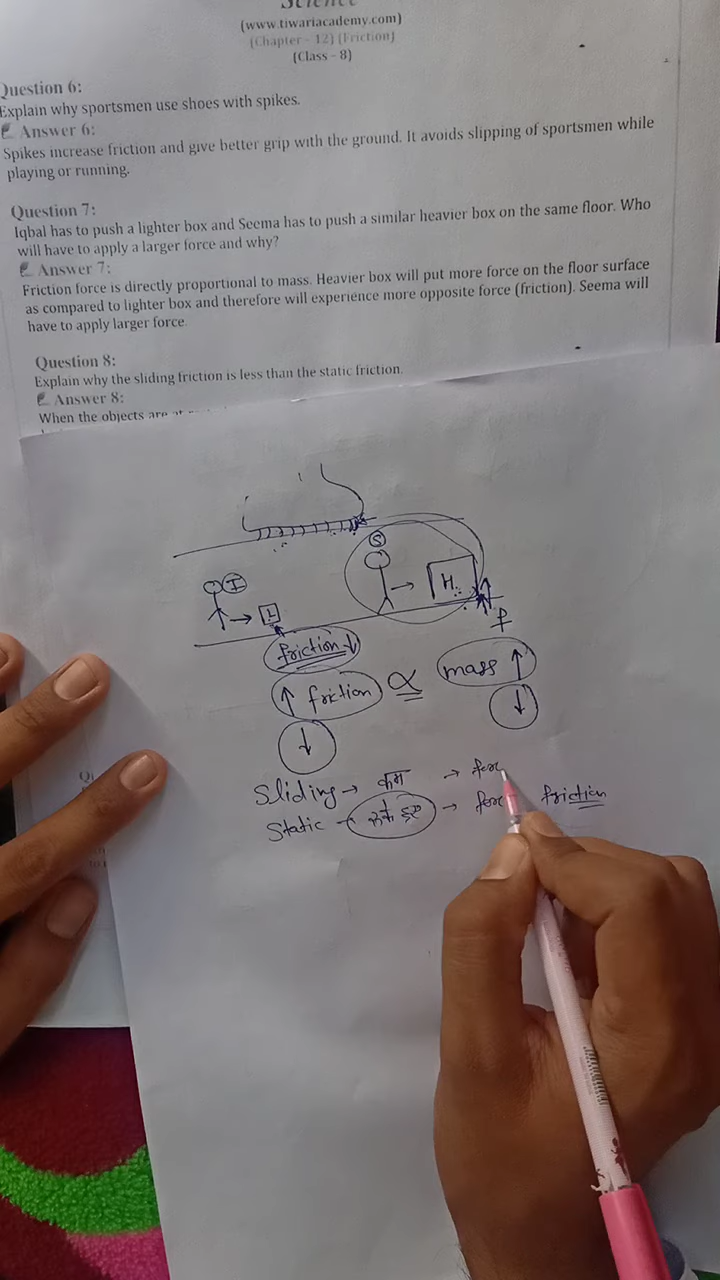 Science
(www.tiwariacademy.com)
(Chapter – 12) (Friction)
(Class – 8)
Question 6:
Explain why sportsmen use shoes with spikes.
Answer 6:
Spikes increase friction and give better grip with the ground. It avoids slipping of sportsmen while
playing or running.
Question 7:
Iqbal has to push a lighter box and Seema has to push a similar heavier box on the same floor. Who
will have to apply a larger force and why?
Answer 7:
Friction force is directly proportional to mass. Heavier box will put more force on the floor surface
as compared to lighter box and therefore will experience more opposite force (friction). Seema will
have to apply larger force.
Question 8:
Explain why the sliding friction is less than the static friction.
Answer 8:
When the objects are at
S
I
H
f
friction ↓
↑ friction ∝ mass ↑
↓ ↓
Sliding → कम → forc
Static → → forc friction